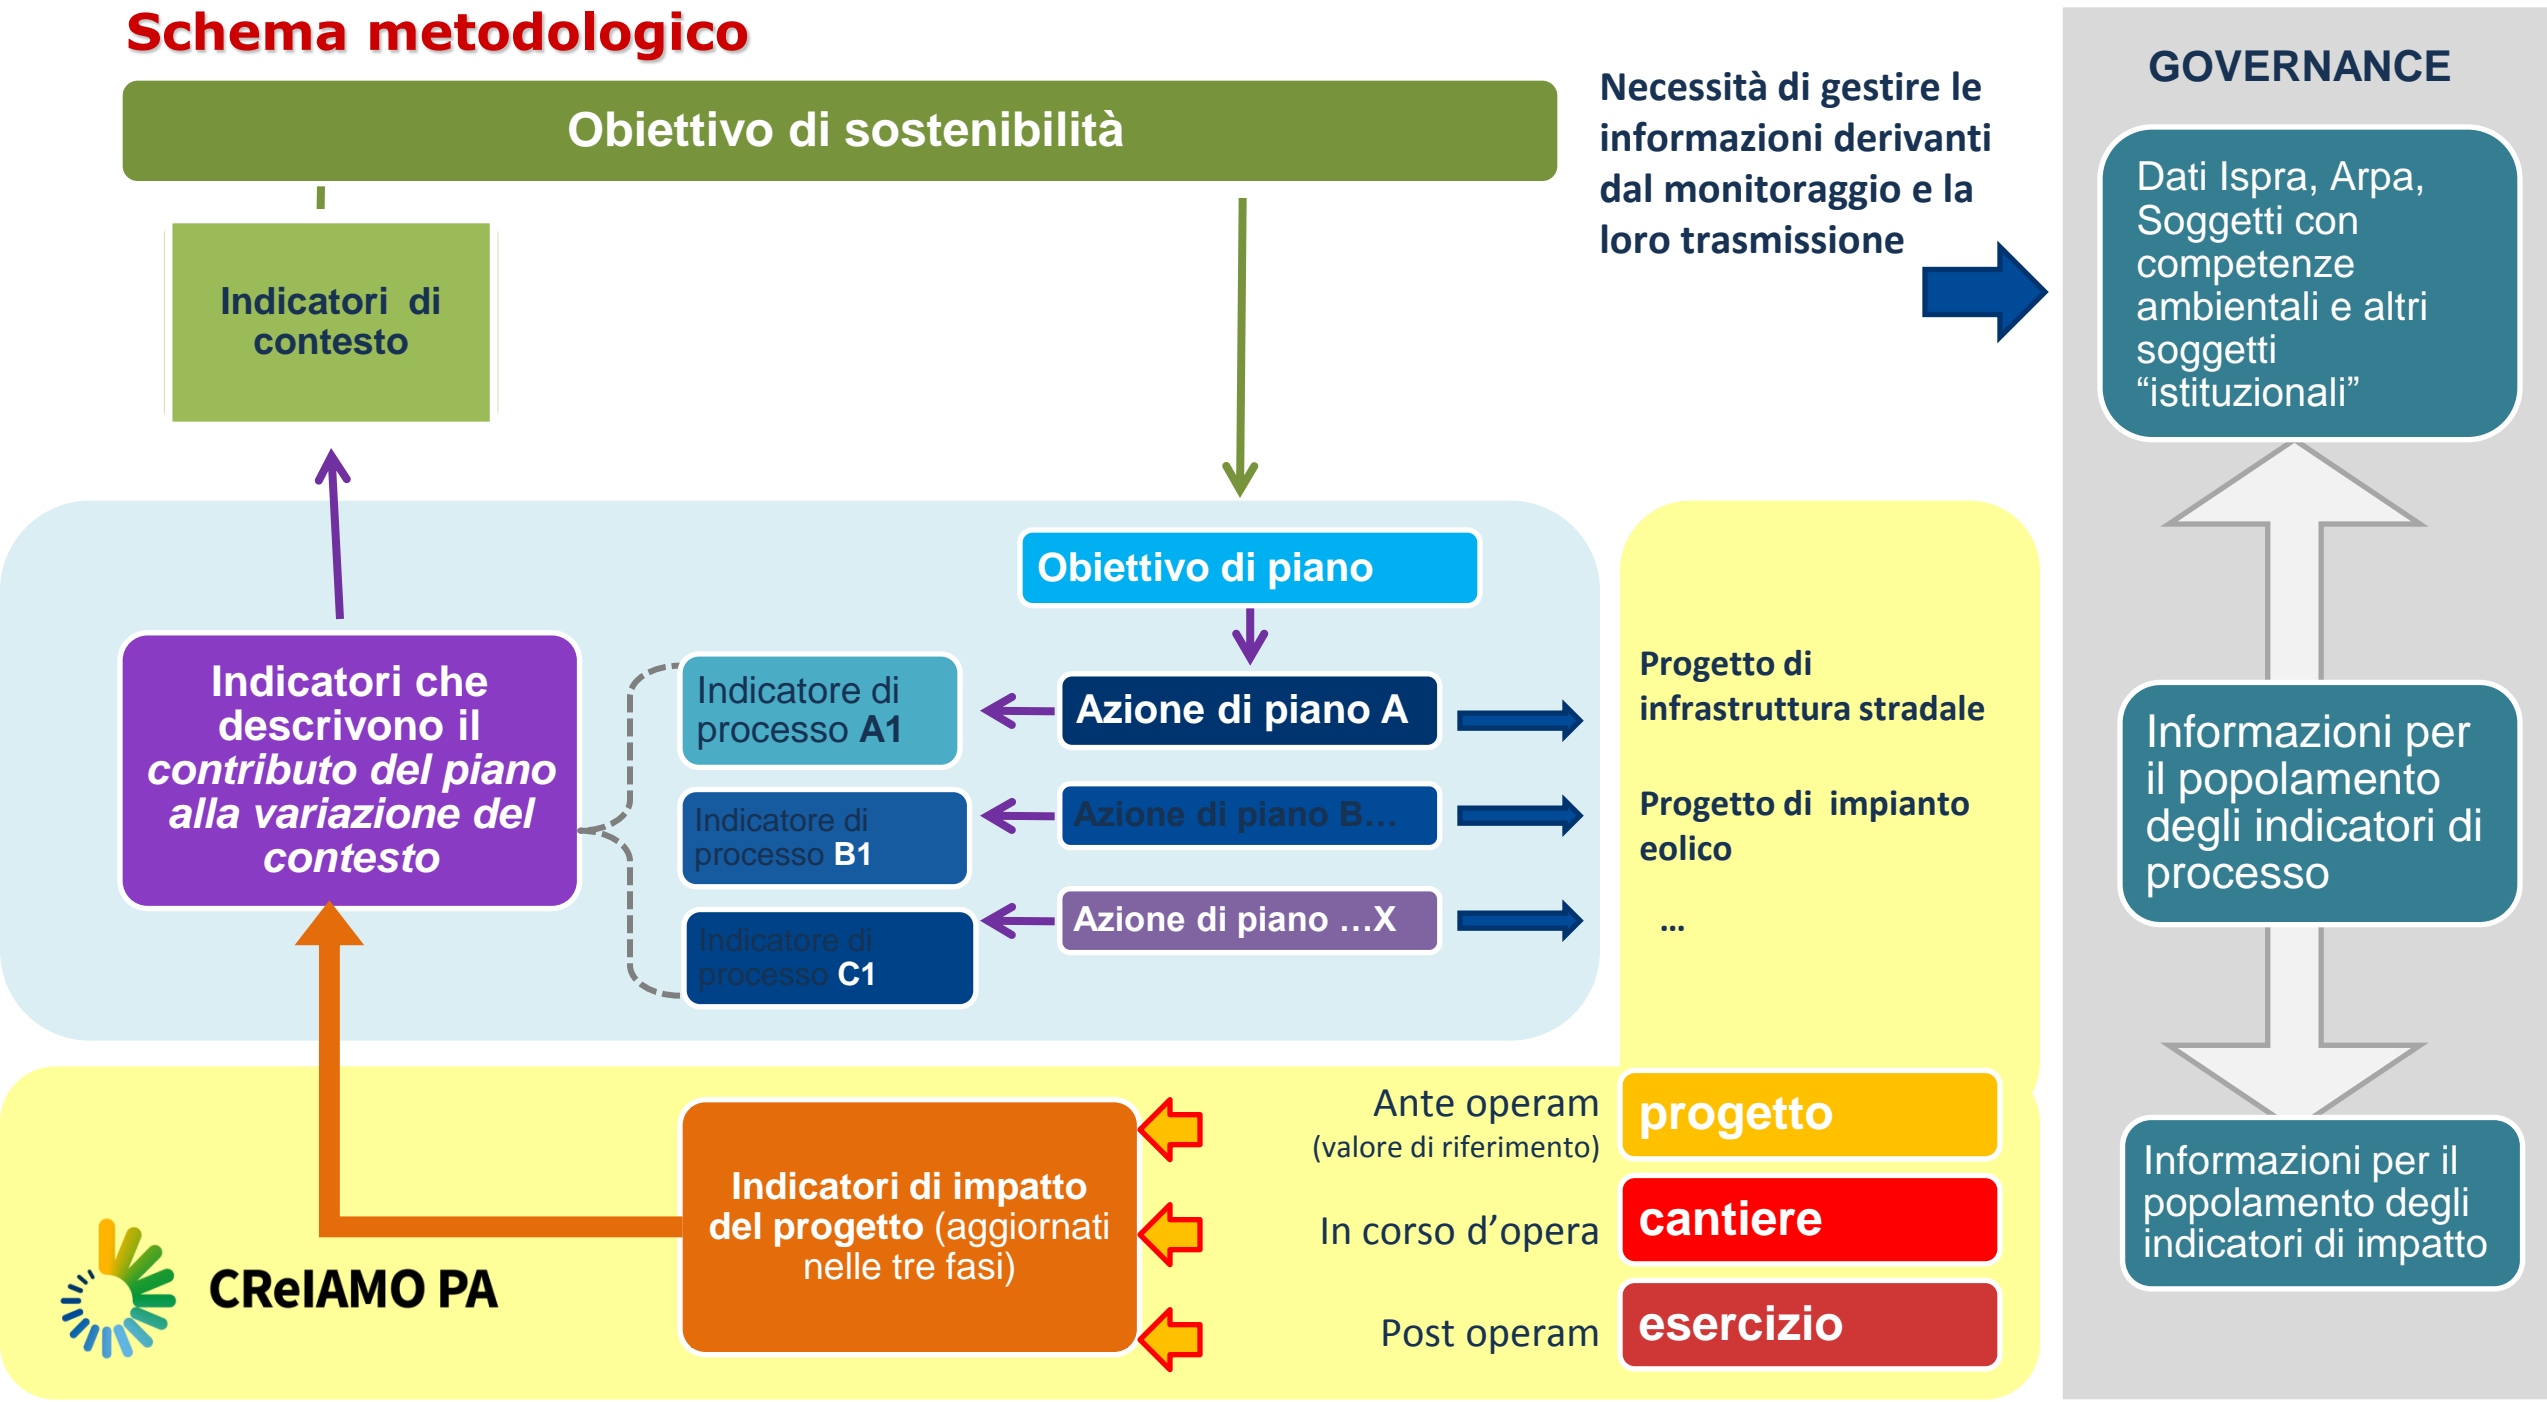 Schema metodologico
Obiettivo di sostenibilità
Indicatori di
contesto
Necessità di gestire le
informazioni derivanti
dal monitoraggio e la
loro trasmissione
GOVERNANCE
Dati Ispra, Arpa,
Soggetti con
competenze
ambientali e altri
soggetti
“istituzionali”
Obiettivo di piano
Indicatori che
descrivono il
contributo del piano
alla variazione del
contesto
Indicatore di
processo A1
Azione di piano A
Indicatore di
processo B1
Azione di piano B…
Indicatore di
processo C1
Azione di piano …X
Progetto di
infrastruttura stradale
Progetto di impianto
eolico
…
Informazioni per
il popolamento
degli indicatori di
processo
Indicatori di impatto
del progetto (aggiornati
nelle tre fasi)
Ante operam
(valore di riferimento)
progetto
In corso d’opera
cantiere
Post operam
esercizio
Informazioni per il
popolamento degli
indicatori di impatto
CReIAMO PA